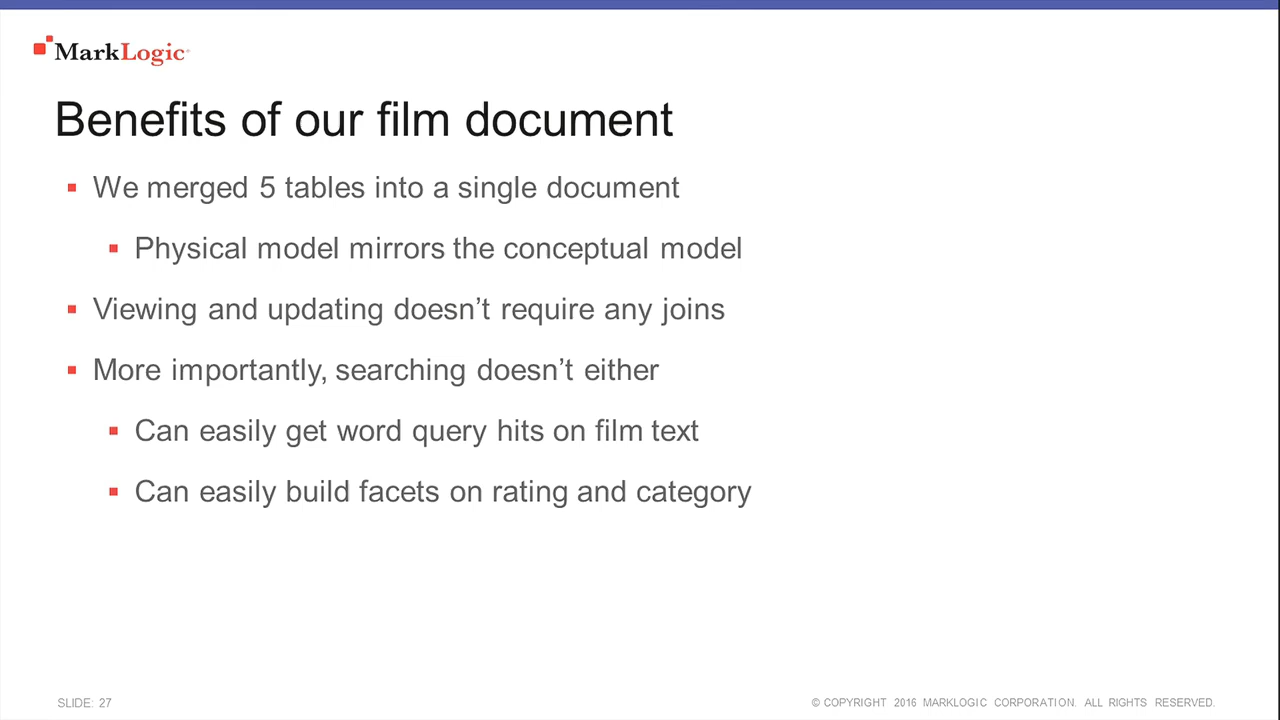 MarkLogic
Benefits of our film document
We merged 5 tables into a single document
Physical model mirrors the conceptual model
Viewing and updating doesn’t require any joins
More importantly, searching doesn’t either
Can easily get word query hits on film text
Can easily build facets on rating and category
SLIDE: 27
© COPYRIGHT 2016 MARKLOGIC CORPORATION. ALL RIGHTS RESERVED.